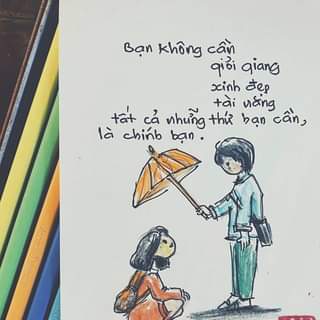 Bạn không cần
giỏi giang
xinh đẹp
tài năng
tất cả những thứ bạn cần,
là chính bạn.